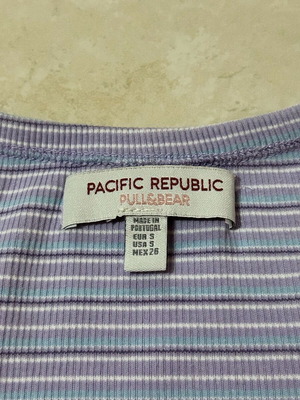 PACIFIC REPUBLIC
PULL&BEAR
MADE IN
PORTUGAL
EUR S
USA S
MEX 26